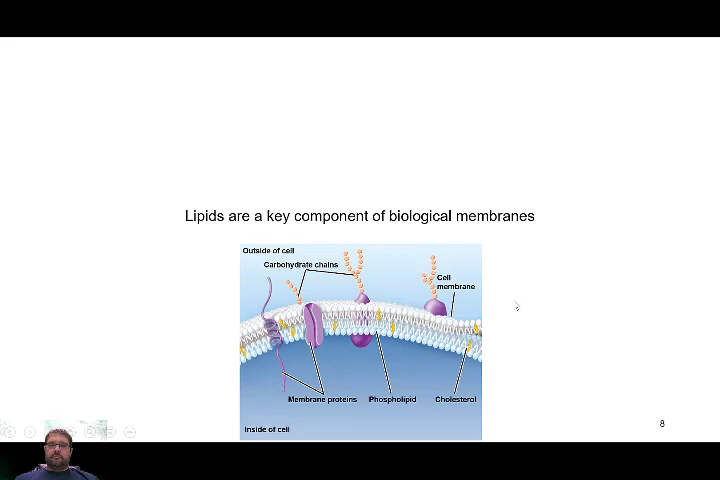 Lipids are a key component of biological membranes
Outside of cell
Carbohydrate chains
Cell
membrane
Membrane proteins
Phospholipid
Cholesterol
Inside of cell
8